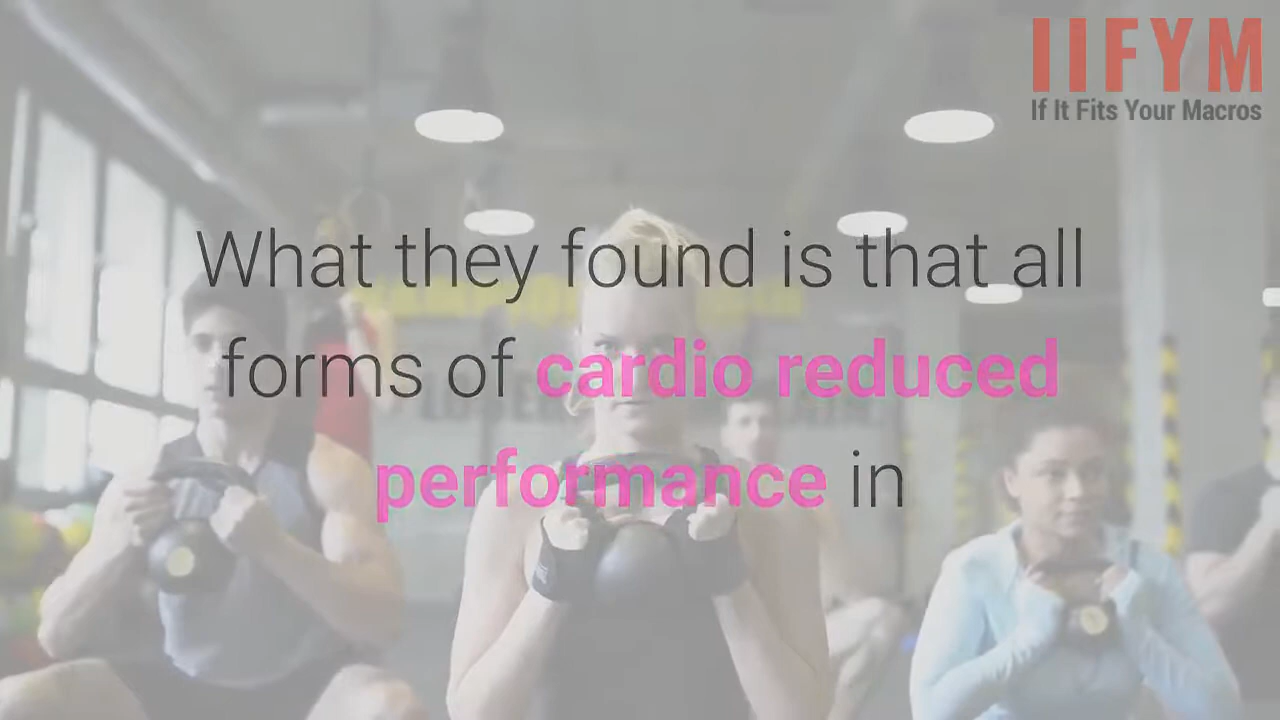 IIFYM
If It Fits Your Macros
What they found is that all
forms of cardio reduced
performance in